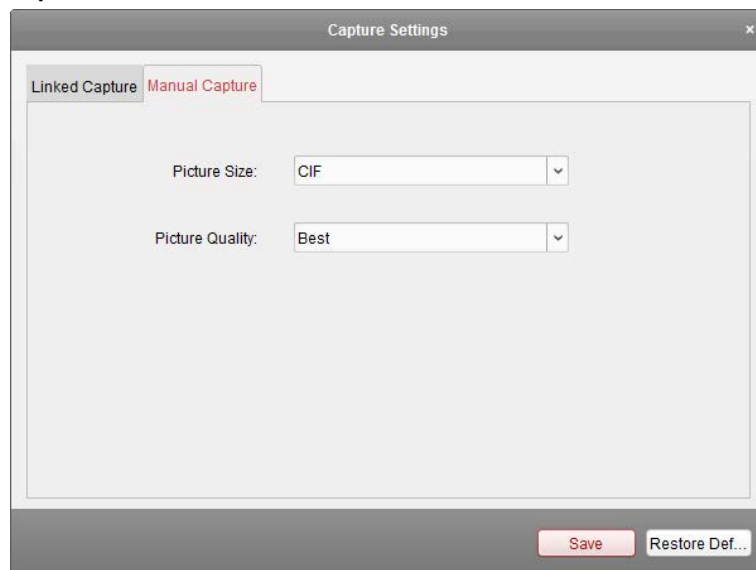 Capture Settings ×
Linked Capture Manual Capture
Picture Size: CIF
Picture Quality: Best
Save Restore Def...